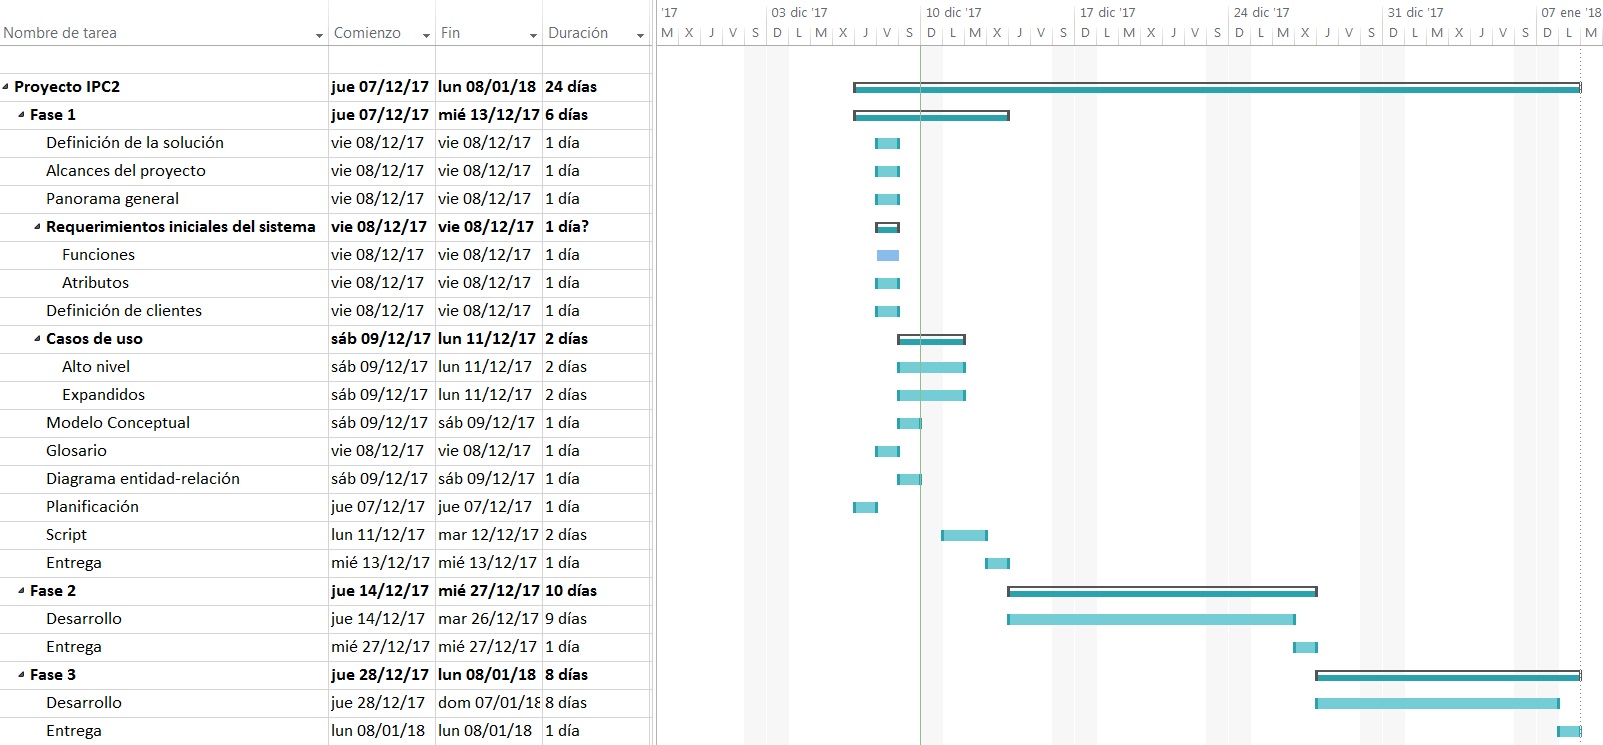 '17 03 dic '17 10 dic '17 17 dic '17 24 dic '17 31 dic '17 07 ene '18
Nombre de tarea Comienzo Fin Duración M X J V S D L M X J V S D L M X J V S D L M X J V S D L M X J V S D L M X J V S D L M
Proyecto IPC2 jue 07/12/17 lun 08/01/18 24 días
Fase 1 jue 07/12/17 mié 13/12/17 6 días
Definición de la solución vie 08/12/17 vie 08/12/17 1 día
Alcances del proyecto vie 08/12/17 vie 08/12/17 1 día
Panorama general vie 08/12/17 vie 08/12/17 1 día
Requerimientos iniciales del sistema vie 08/12/17 vie 08/12/17 1 día?
Funciones vie 08/12/17 vie 08/12/17 1 día
Atributos vie 08/12/17 vie 08/12/17 1 día
Definición de clientes vie 08/12/17 vie 08/12/17 1 día
Casos de uso sáb 09/12/17 lun 11/12/17 2 días
Alto nivel sáb 09/12/17 lun 11/12/17 2 días
Expandidos sáb 09/12/17 lun 11/12/17 2 días
Modelo Conceptual sáb 09/12/17 sáb 09/12/17 1 día
Glosario vie 08/12/17 vie 08/12/17 1 día
Diagrama entidad-relación sáb 09/12/17 sáb 09/12/17 1 día
Planificación jue 07/12/17 jue 07/12/17 1 día
Script lun 11/12/17 mar 12/12/17 2 días
Entrega mié 13/12/17 mié 13/12/17 1 día
Fase 2 jue 14/12/17 mié 27/12/17 10 días
Desarrollo jue 14/12/17 mar 26/12/17 9 días
Entrega mié 27/12/17 mié 27/12/17 1 día
Fase 3 jue 28/12/17 lun 08/01/18 8 días
Desarrollo jue 28/12/17 dom 07/01/18 8 días
Entrega lun 08/01/18 lun 08/01/18 1 día